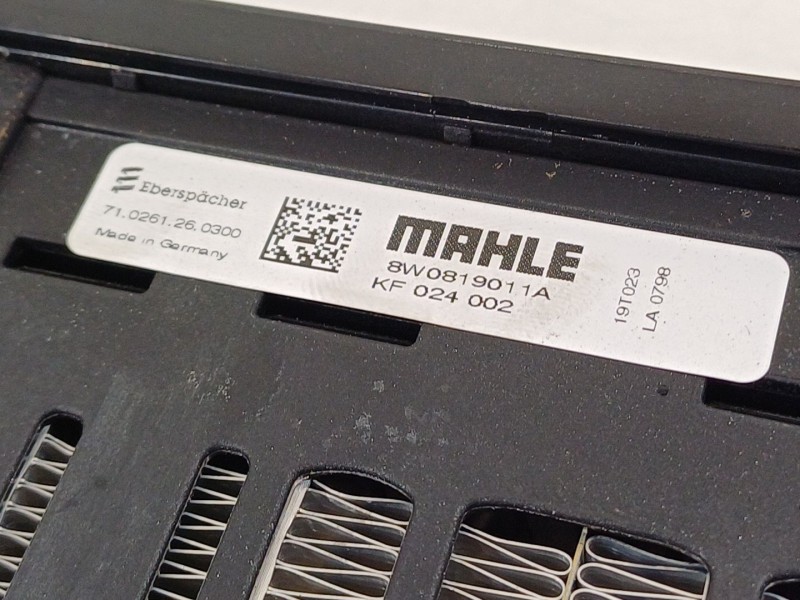 Eberspächer
71.0261.26.0300
Made in Germany
MAHLE
8W0819011A
KF 024 002
19T023
LA 0798